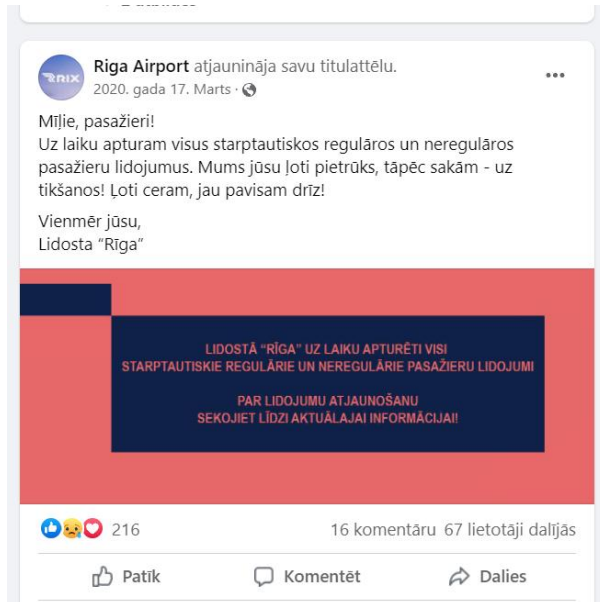 RIX
Riga Airport atjaunināja savu titulattēlu.
2020. gada 17. Marts ·
Mīļie, pasažieri!
Uz laiku apturam visus starptautiskos regulāros un neregulāros
pasažieru lidojumus. Mums jūsu ļoti pietrūks, tāpēc sakām - uz
tikšanos! Ļoti ceram, jau pavisam drīz!
Vienmēr jūsu,
Lidosta “Rīga”
LIDOSTĀ “RĪGA” UZ LAIKU APTURĒTI VISI
STARPTAUTISKIE REGULĀRIE UN NEREGULĀRIE PASAŽIERU LIDOJUMI
PAR LIDOJUMU ATJAUNOŠANU
SEKOJIET LĪDZI AKTUĀLAJAI INFORMĀCIJAI!
216
16 komentāru 67 lietotāji dalījās
Patīk
Komentēt
Dalies